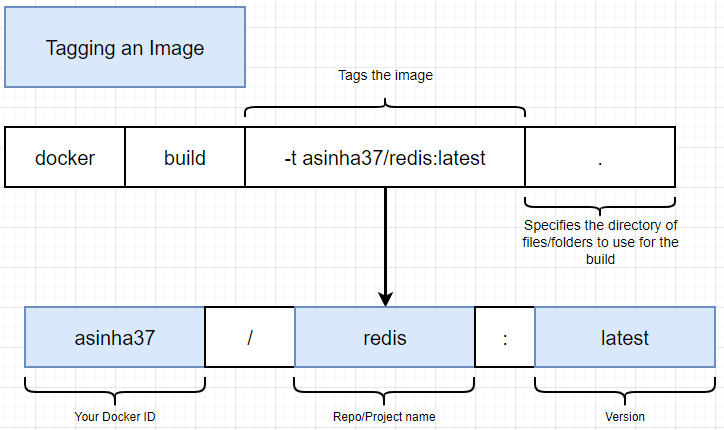 Tagging an Image
Tags the image
docker build -t asinha37/redis:latest .
Specifies the directory of
files/folders to use for the
build
asinha37 / redis : latest
Your Docker ID Repo/Project name Version